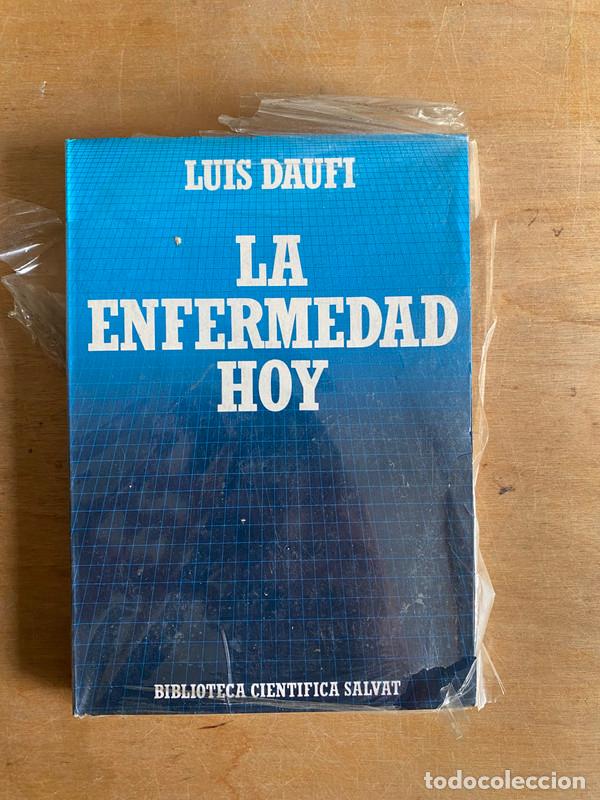 LUIS DAUFI
LA
ENFERMEDAD
HOY
BIBLIOTECA CIENTIFICA SALVAT
todocoleccion